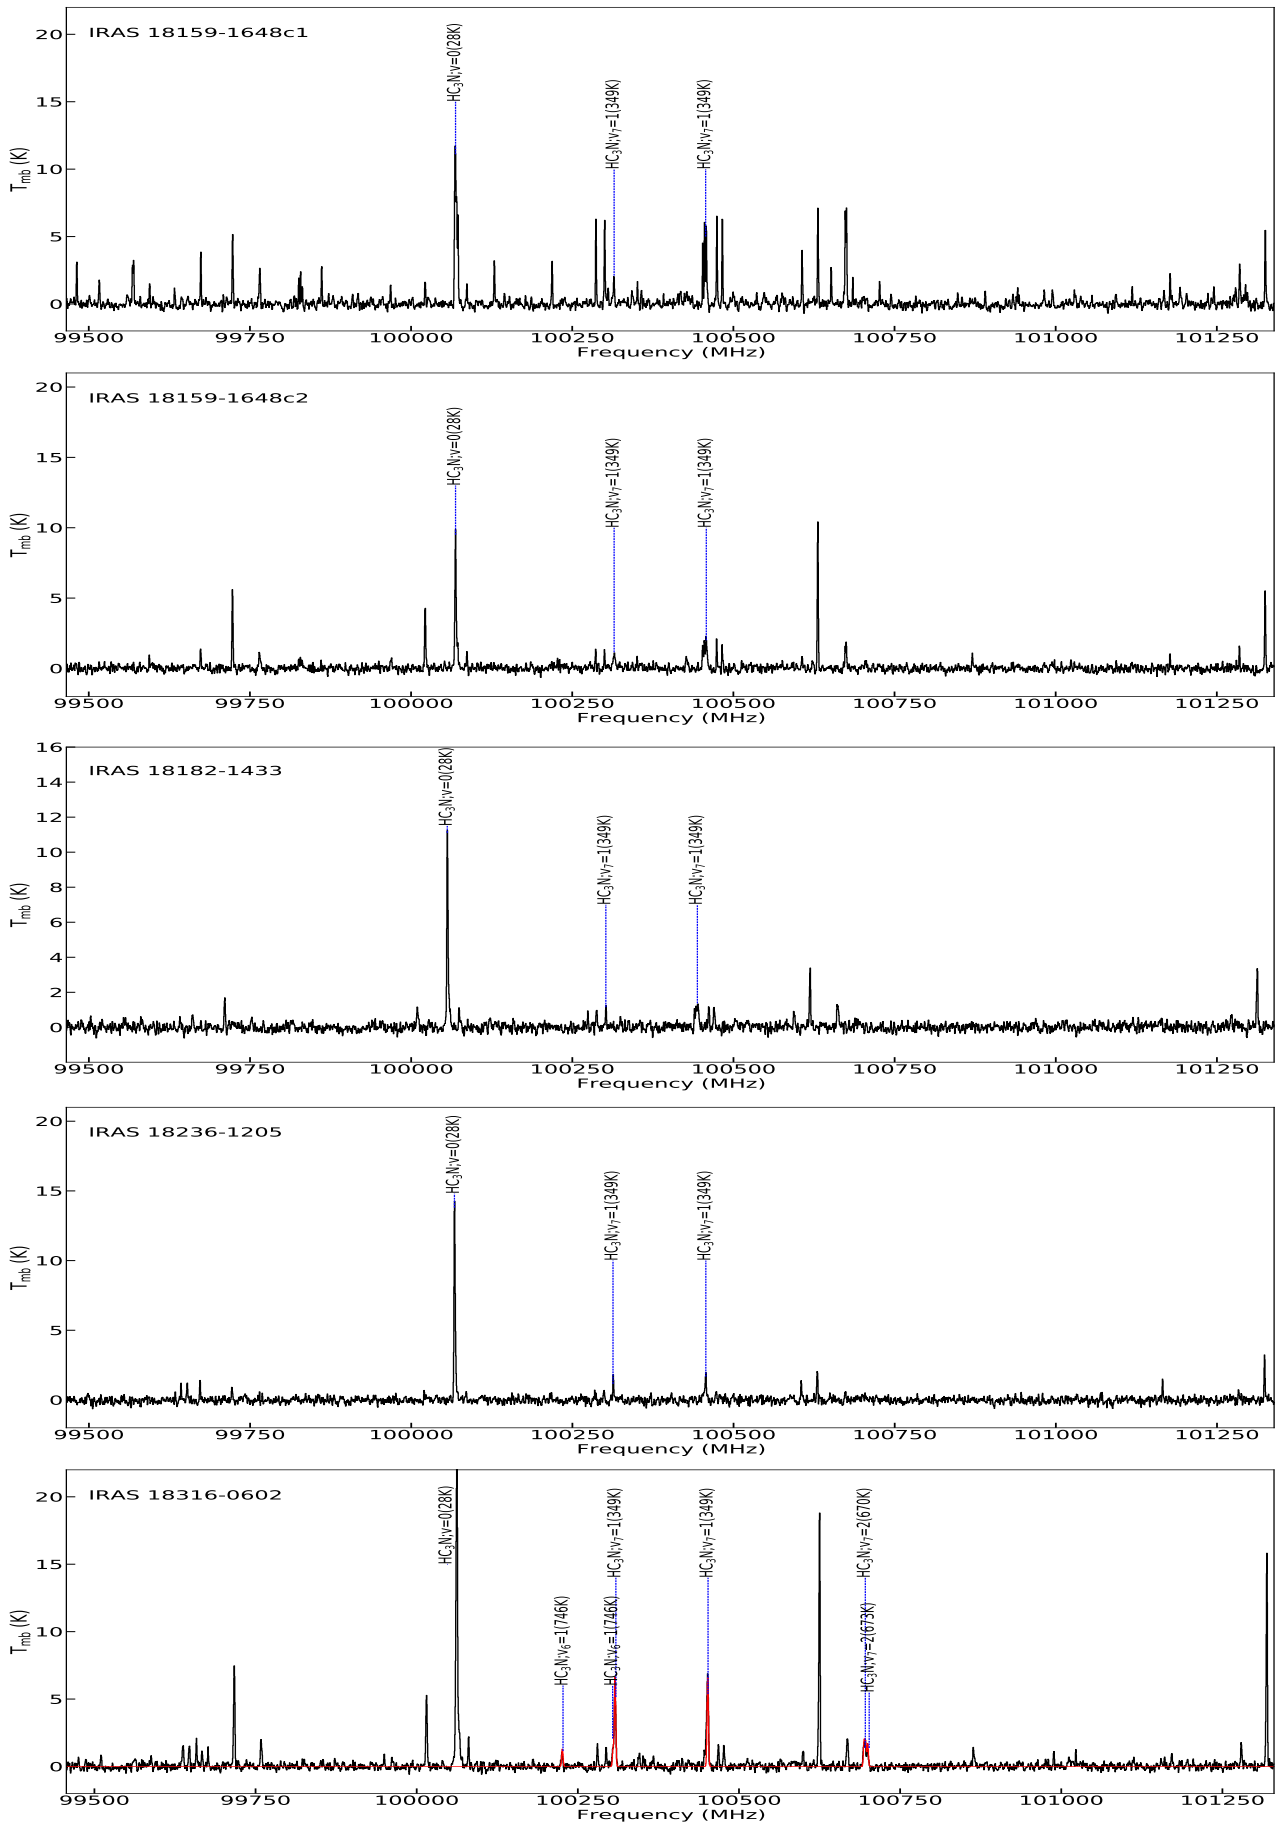 IRAS 18159-1648c1
HC3N;v=0(28K)
HC3N;v7=1(349K)
HC3N;v7=1(349K)
Tmb (K)
20
15
10
5
0
99500 99750 100000 100250 100500 100750 101000 101250
Frequency (MHz)
IRAS 18159-1648c2
HC3N;v=0(28K)
HC3N;v7=1(349K)
HC3N;v7=1(349K)
Tmb (K)
20
15
10
5
0
99500 99750 100000 100250 100500 100750 101000 101250
Frequency (MHz)
IRAS 18182-1433
HC3N;v=0(28K)
HC3N;v7=1(349K)
HC3N;v7=1(349K)
Tmb (K)
16
14
12
10
8
6
4
2
0
99500 99750 100000 100250 100500 100750 101000 101250
Frequency (MHz)
IRAS 18236-1205
HC3N;v=0(28K)
HC3N;v7=1(349K)
HC3N;v7=1(349K)
Tmb (K)
20
15
10
5
0
99500 99750 100000 100250 100500 100750 101000 101250
Frequency (MHz)
IRAS 18316-0602
HC3N;v=0(28K)
HC3N;v6=1(746K)
HC3N;v6=1(746K)
HC3N;v7=1(349K)
HC3N;v7=1(349K)
HC3N;v7=2(670K)
HC3N;v7=2(673K)
Tmb (K)
20
15
10
5
0
99500 99750 100000 100250 100500 100750 101000 101250
Frequency (MHz)